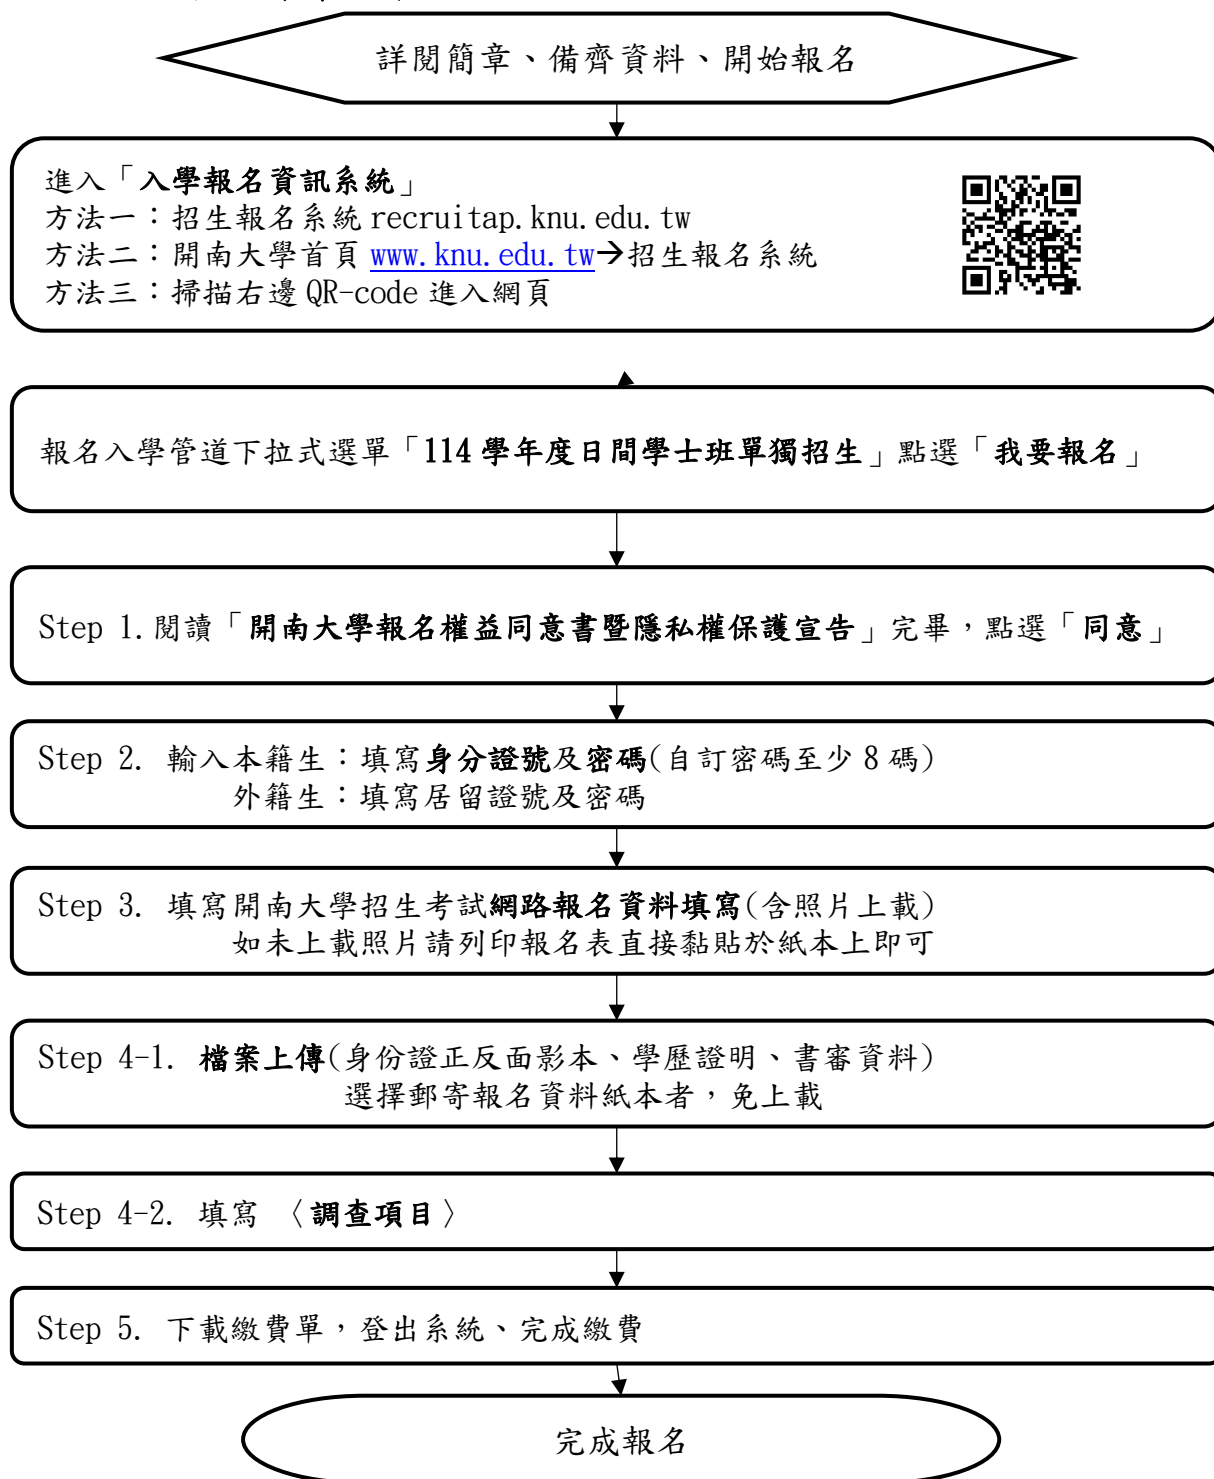 詳閱簡章、備齊資料、開始報名
進入「入學報名資訊系統」
方法一：招生報名系統 recruitap.knu.edu.tw
方法二：開南大學首頁 www.knu.edu.tw→招生報名系統
方法三：掃描右邊 QR-code 進入網頁
報名入學管道下拉式選單「114 學年度日間學士班單獨招生」點選「我要報名」
Step 1.閱讀「開南大學報名權益同意書暨隱私權保護宣告」完畢，點選「同意」
Step 2. 輸入本籍生：填寫身分證號及密碼(自訂密碼至少 8 碼)
外籍生：填寫居留證號及密碼
Step 3. 填寫開南大學招生考試網路報名資料填寫(含照片上載)
如未上載照片請列印報名表直接黏貼於紙本上即可
Step 4-1. 檔案上傳(身份證正反面影本、學歷證明、書審資料)
選擇郵寄報名資料紙本者，免上載
Step 4-2. 填寫 〈調查項目〉
Step 5. 下載繳費單，登出系統、完成繳費
完成報名